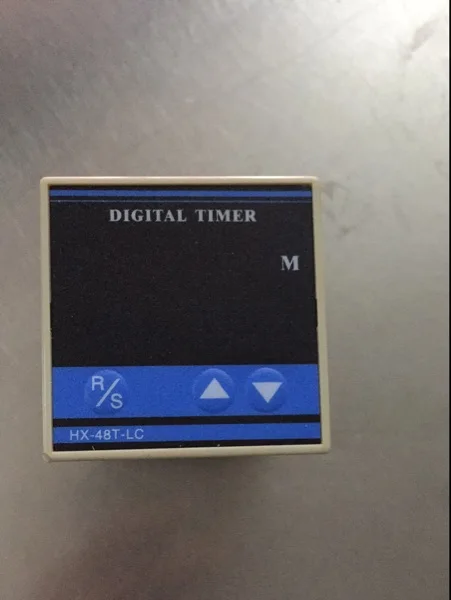 DIGITAL TIMER
M
R/S
HX-48T-LC